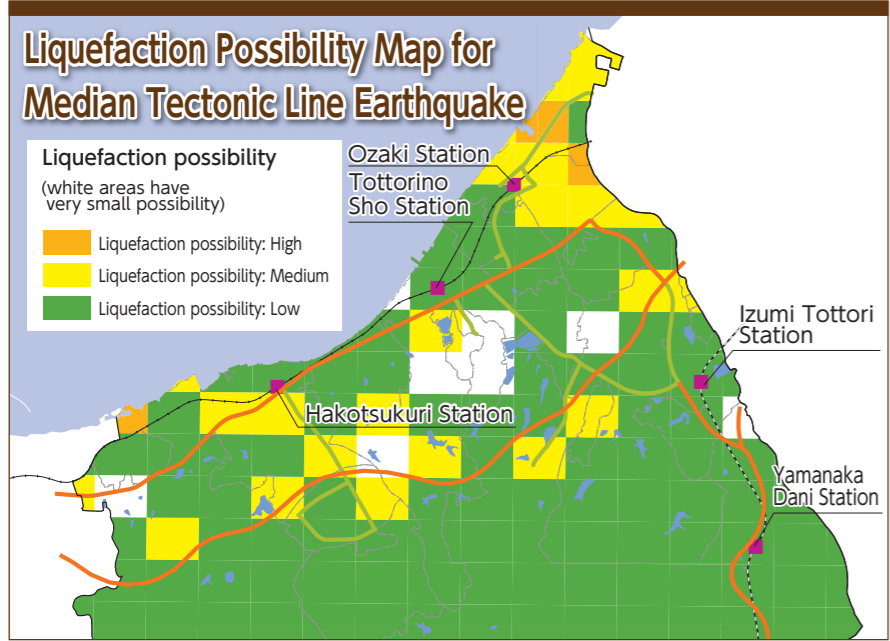 Liquefaction Possibility Map for
Median Tectonic Line Earthquake
Liquefaction possibility
(white areas have
very small possibility)
Liquefaction possibility: High
Liquefaction possibility: Medium
Liquefaction possibility: Low
Ozaki Station
Tottorino
Sho Station
Izumi Tottori
Station
Hakotsukuri Station
Yamanaka
Dani Station